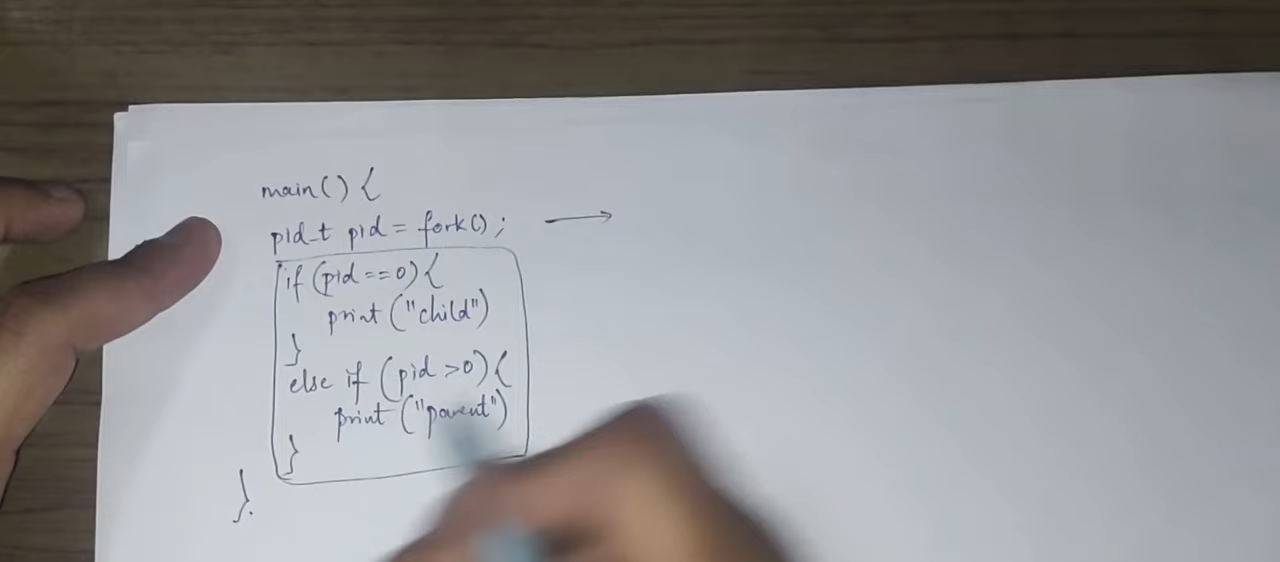 main() {
pid_t pid = fork();
if (pid==0) {
print ("child")
}
else if (pid >0) {
print ("parent")
}
}.